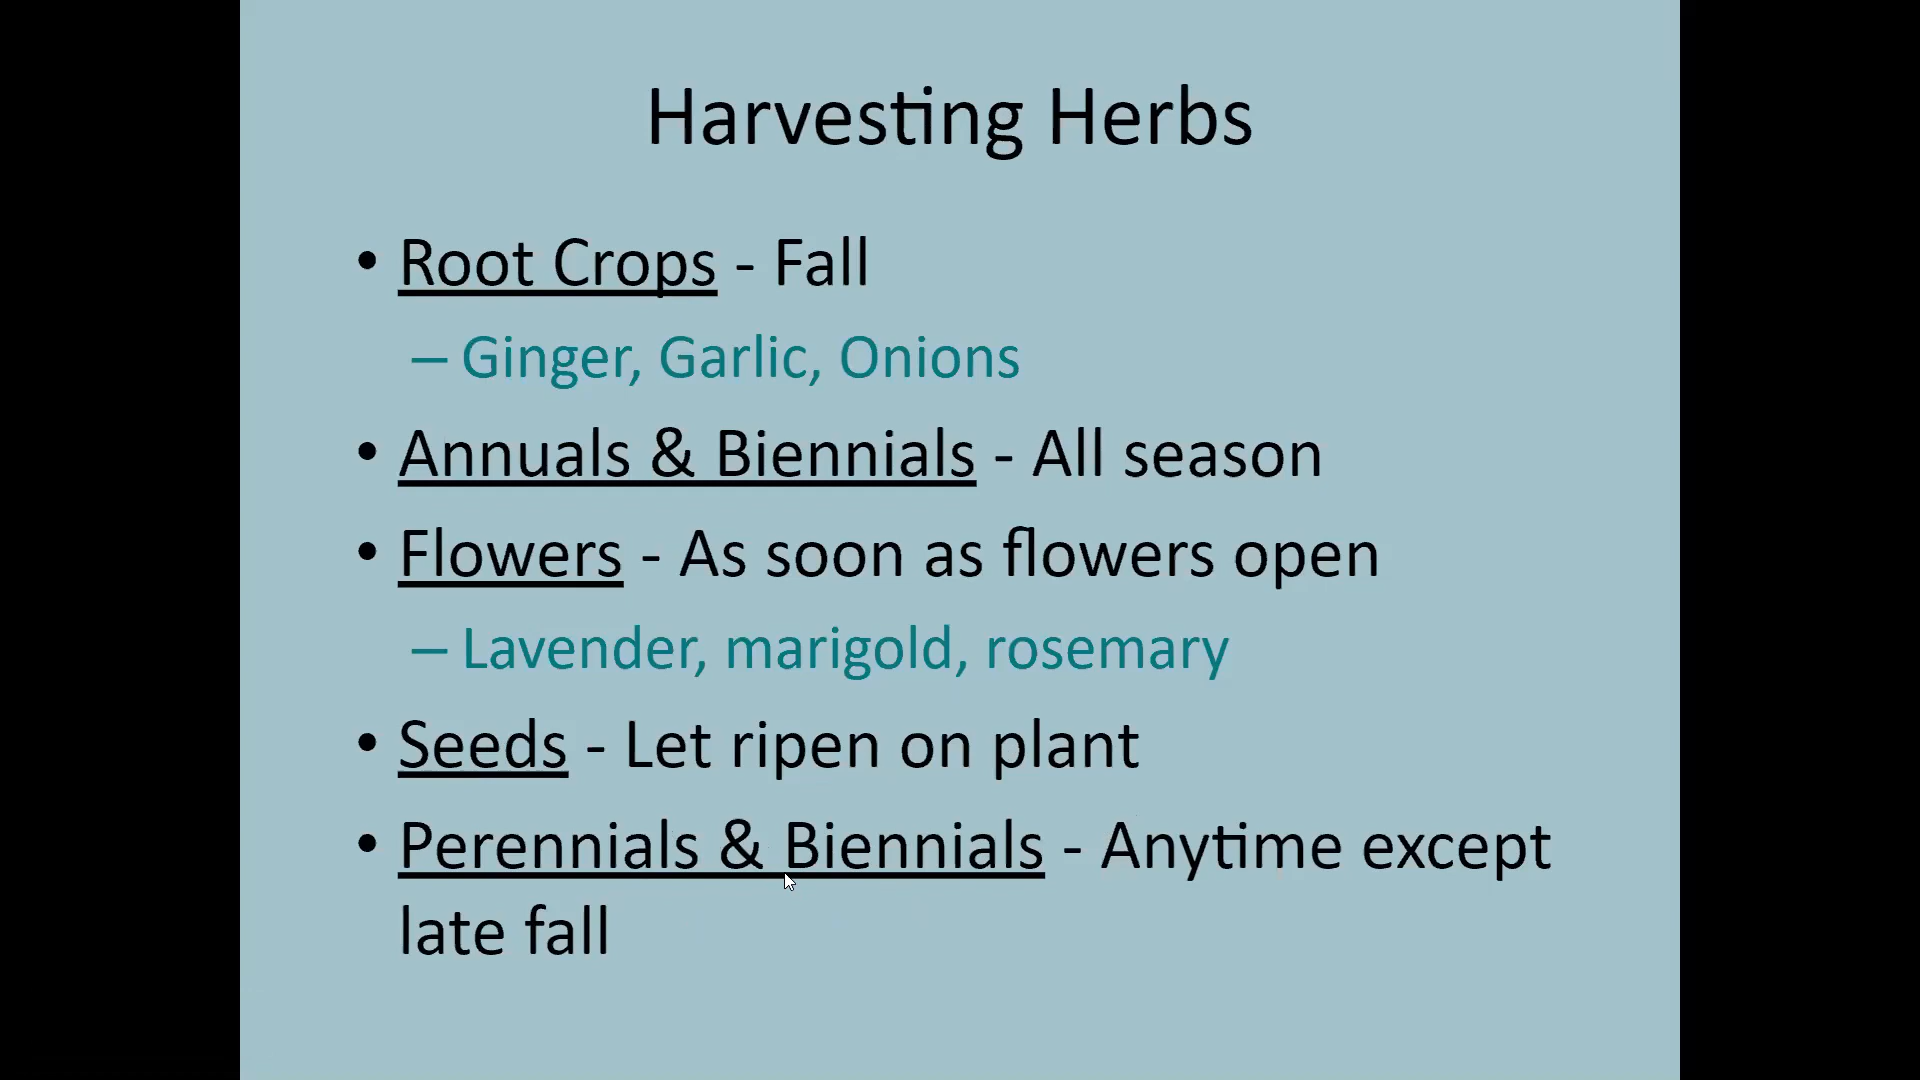 Harvesting Herbs
• Root Crops - Fall
– Ginger, Garlic, Onions
• Annuals & Biennials - All season
• Flowers - As soon as flowers open
– Lavender, marigold, rosemary
• Seeds - Let ripen on plant
• Perennials & Biennials - Anytime except
late fall